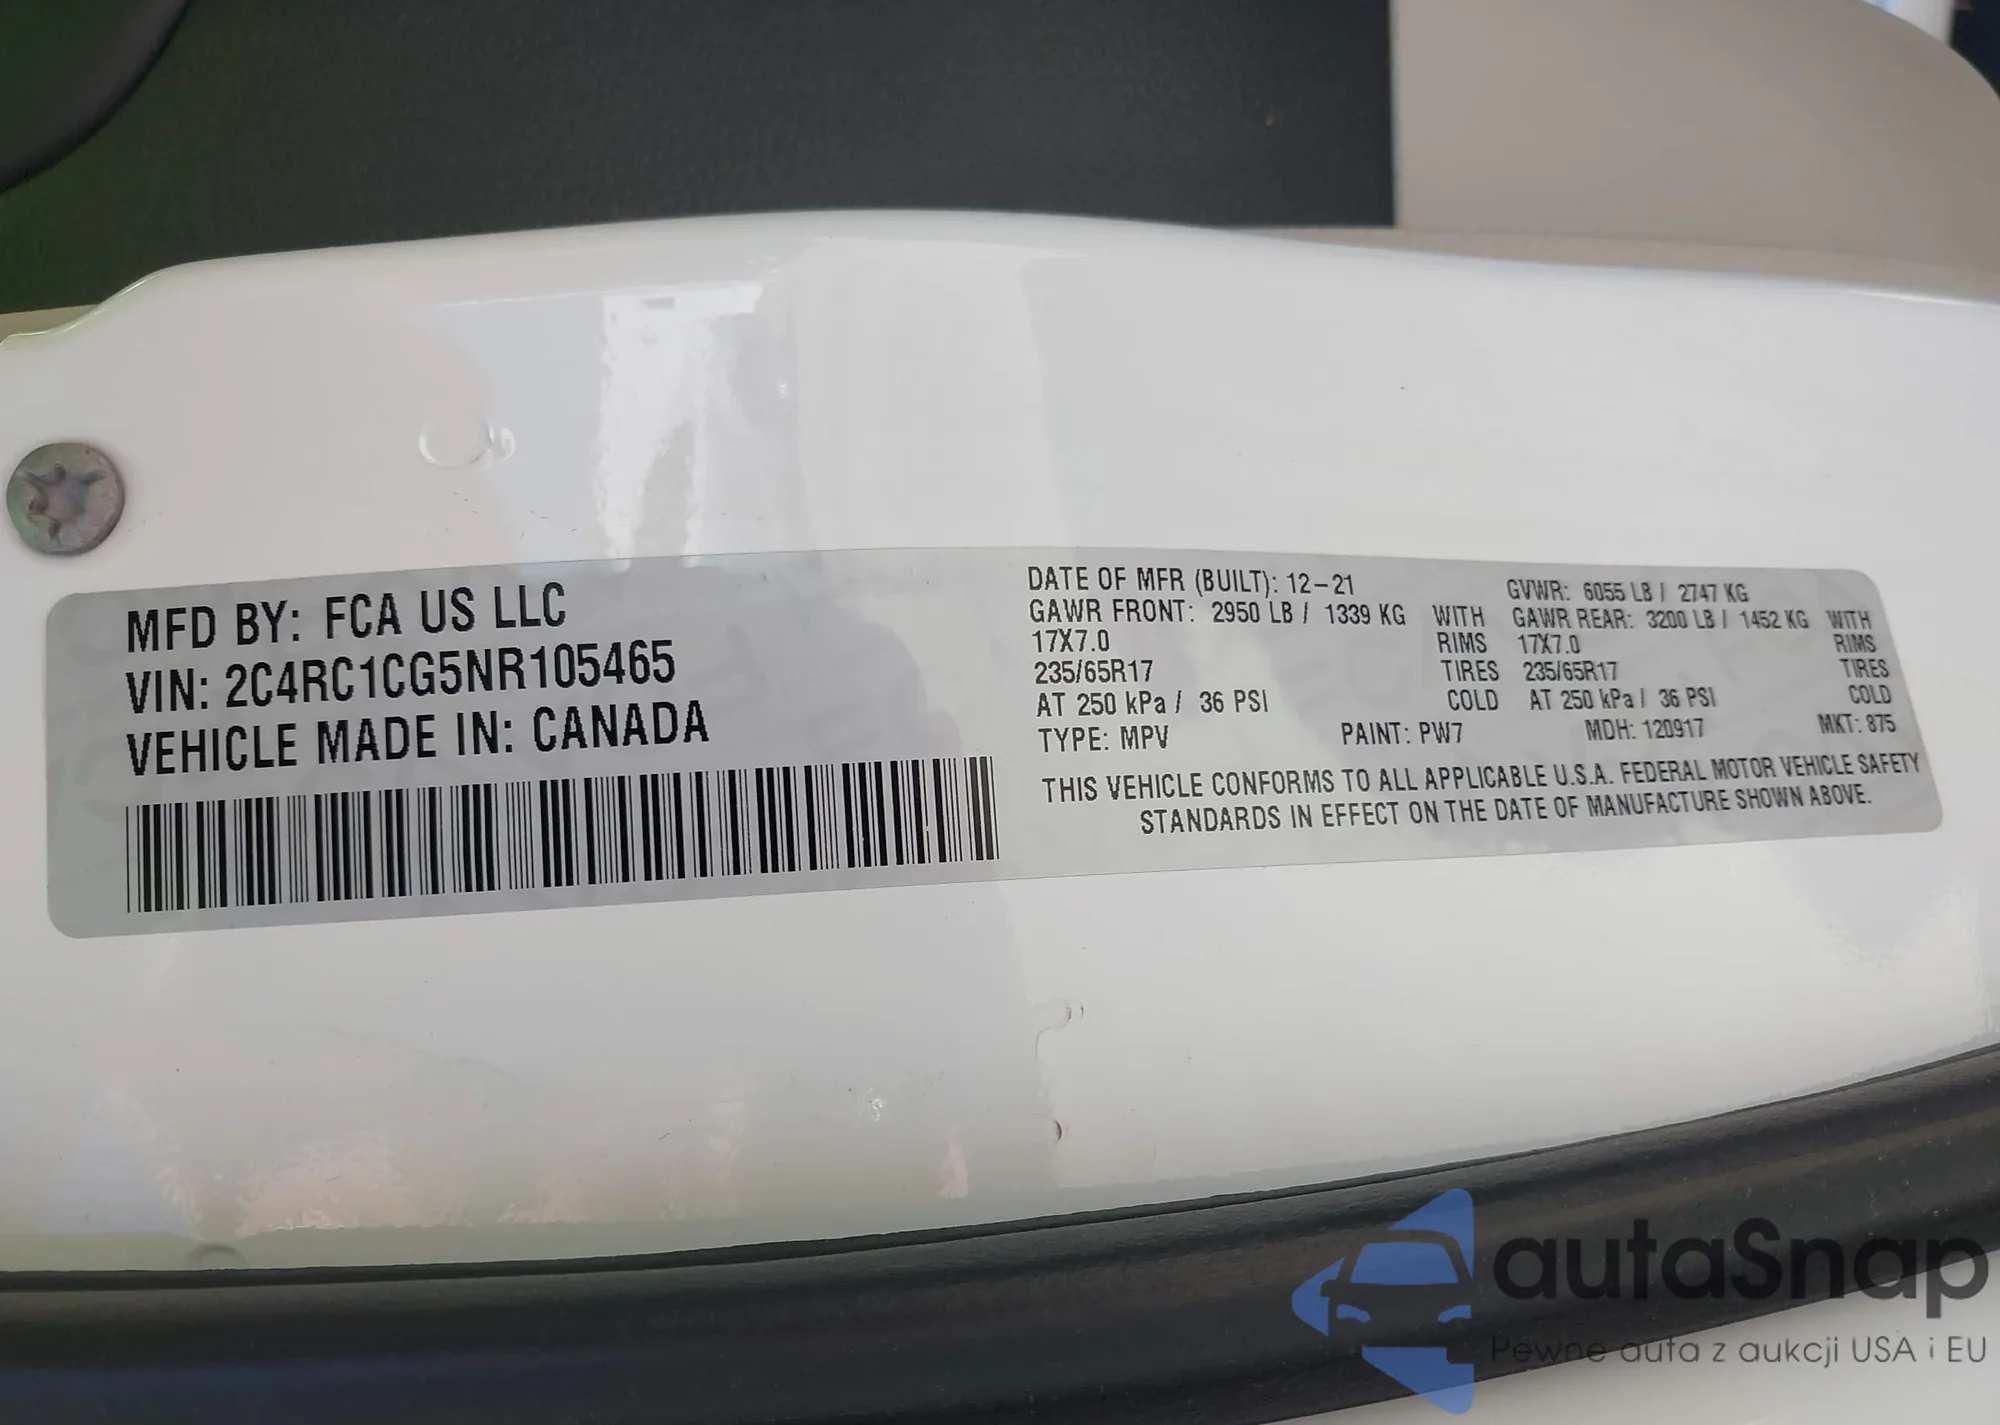 MFD BY: FCA US LLC
VIN: 2C4RC1CG5NR105465
VEHICLE MADE IN: CANADA
DATE OF MFR (BUILT): 12-21 GVWR: 6055 LB / 2747 KG
GAWR FRONT: 2950 LB / 1339 KG WITH GAWR REAR: 3200 LB / 1452 KG WITH
17X7.0 RIMS 17X7.0 RIMS
235/65R17 TIRES 235/65R17 TIRES
AT 250 kPa / 36 PSI COLD AT 250 kPa / 36 PSI COLD
TYPE: MPV PAINT: PW7 MDH: 120917 MKT: 875
THIS VEHICLE CONFORMS TO ALL APPLICABLE U.S.A. FEDERAL MOTOR VEHICLE SAFETY
STANDARDS IN EFFECT ON THE DATE OF MANUFACTURE SHOWN ABOVE.
autaSnap
Pewne auta z aukcji USA i EU